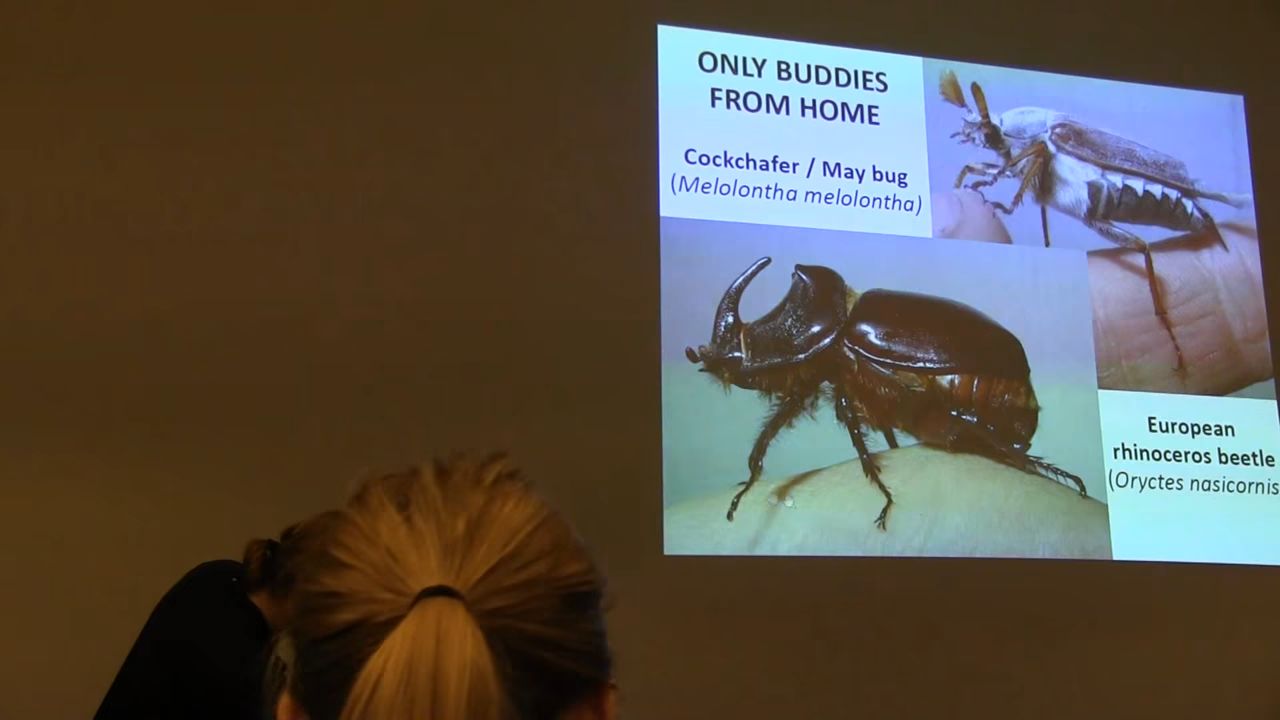 ONLY BUDDIES
FROM HOME
Cockchafer / May bug
(Melolontha melolontha)
European
rhinoceros beetle
(Oryctes nasicornis